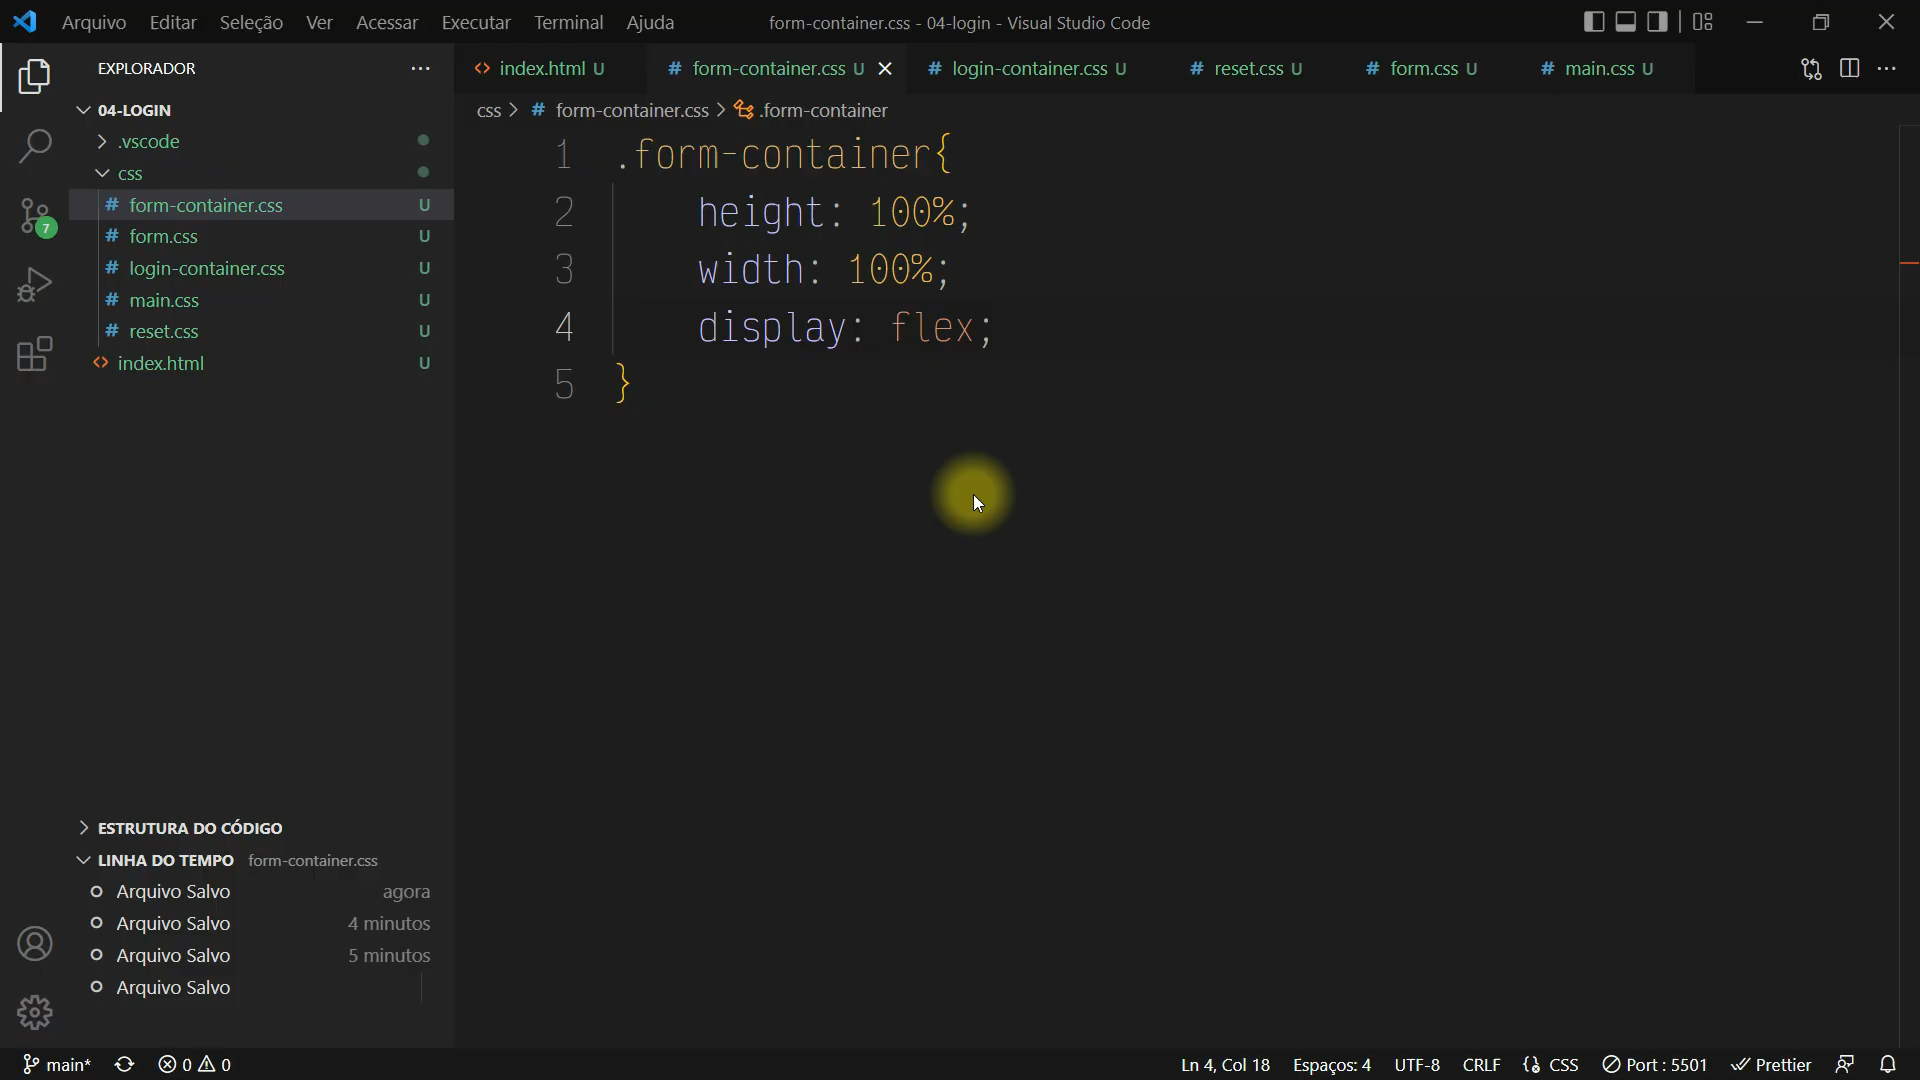 Arquivo Editar Seleção Ver Acessar Executar Terminal Ajuda form-container.css - 04-login - Visual Studio Code
EXPLORADOR
index.html U # form-container.css U # login-container.css U # reset.css U # form.css U # main.css U
04-LOGIN
css > # form-container.css > .form-container
.vscode
css
# form-container.css U
# form.css U
# login-container.css U
# main.css U
# reset.css U
<> index.html U
1 .form-container{
2 height: 100%;
3 width: 100%;
4 display: flex;
5 }
7
ESTRUTURA DO CÓDIGO
LINHA DO TEMPO form-container.css
Arquivo Salvo agora
Arquivo Salvo 4 minutos
Arquivo Salvo 5 minutos
Arquivo Salvo
main* 0 0 Ln 4, Col 18 Espaços: 4 UTF-8 CRLF CSS Port : 5501 Prettier